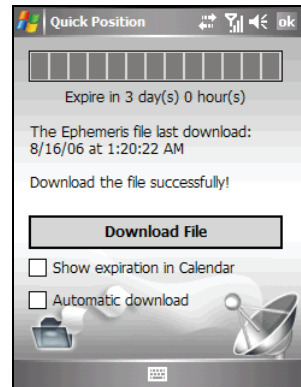 Quick Position
ok
Expire in 3 day(s) 0 hour(s)
The Ephemeris file last download:
8/16/06 at 1:20:22 AM
Download the file successfully!
Download File
Show expiration in Calendar
Automatic download